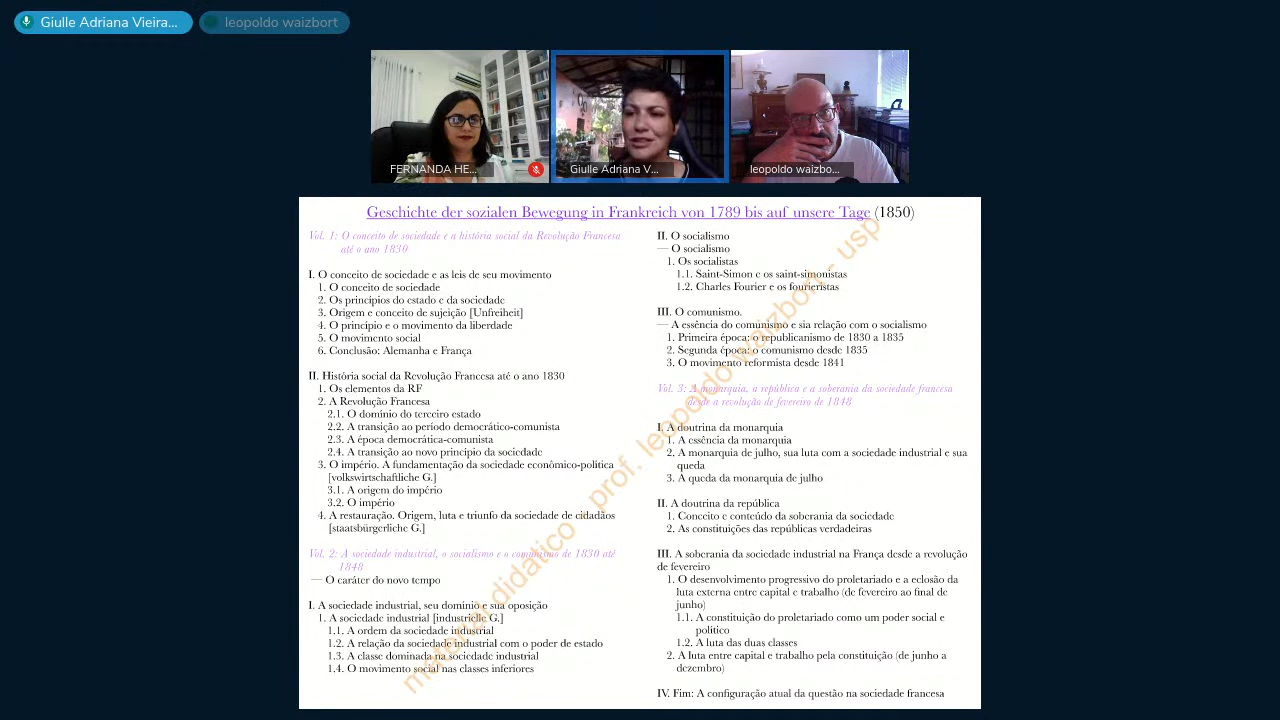 Giulle Adriana Vieira...
leopoldo waizbort
FERNANDA HE...
Giulle Adriana V...
leopoldo waizbo...
Geschichte der sozialen Bewegung in Frankreich von 1789 bis auf unsere Tage (1850)
Vol. 1: O conceito de sociedade e a história social da Revolução Francesa
até o ano 1830
I. O conceito de sociedade e as leis de seu movimento
1. O conceito de sociedade
2. Os princípios do estado e da sociedade
3. Origem e conceito de sujeição [Unfreiheit]
4. O princípio e o movimento da liberdade
5. O movimento social
6. Conclusão: Alemanha e França
II. História social da Revolução Francesa até o ano 1830
1. Os elementos da RF
2. A Revolução Francesa
2.1. O domínio do terceiro estado
2.2. A transição ao período democrático-comunista
2.3. A época democrática-comunista
2.4. A transição ao novo princípio da sociedade
3. O império. A fundamentação da sociedade econômico-política
[volkswirtschaftliche G.]
3.1. A origem do império
3.2. O império
4. A restauração. Origem, luta e triunfo da sociedade de cidadãos
[staatsbürgerliche G.]
Vol. 2: A sociedade industrial, o socialismo e o comunismo de 1830 até
1848
— O caráter do novo tempo
I. A sociedade industrial, seu domínio e sua oposição
1. A sociedade industrial [industrielle G.]
1.1. A ordem da sociedade industrial
1.2. A relação da sociedade industrial com o poder de estado
1.3. A classe dominada na sociedade industrial
1.4. O movimento social nas classes inferiores
II. O socialismo
— O socialismo
1. Os socialistas
1.1. Saint-Simon e os saint-simonistas
1.2. Charles Fourier e os fourieristas
III. O comunismo.
— A essência do comunismo e sia relação com o socialismo
1. Primeira época: o republicanismo de 1830 a 1835
2. Segunda época: o comunismo desde 1835
3. O movimento reformista desde 1841
Vol. 3: A monarquia, a república e a soberania da sociedade francesa
desde a revolução de fevereiro de 1848
I. A doutrina da monarquia
1. A essência da monarquia
2. A monarquia de julho, sua luta com a sociedade industrial e sua
queda
3. A queda da monarquia de julho
II. A doutrina da república
1. Conceito e conteúdo da soberania da sociedade
2. As constituições das repúblicas verdadeiras
III. A soberania da sociedade industrial na França desde a revolução
de fevereiro
1. O desenvolvimento progressivo do proletariado e a eclosão da
luta externa entre capital e trabalho (de fevereiro ao final de
junho)
1.1. A constituição do proletariado como um poder social e
político
1.2. A luta das duas classes
2. A luta entre capital e trabalho pela constituição (de junho a
dezembro)
IV. Fim: A configuração atual da questão na sociedade francesa
material didatico - prof. leopoldo waizbort - usp